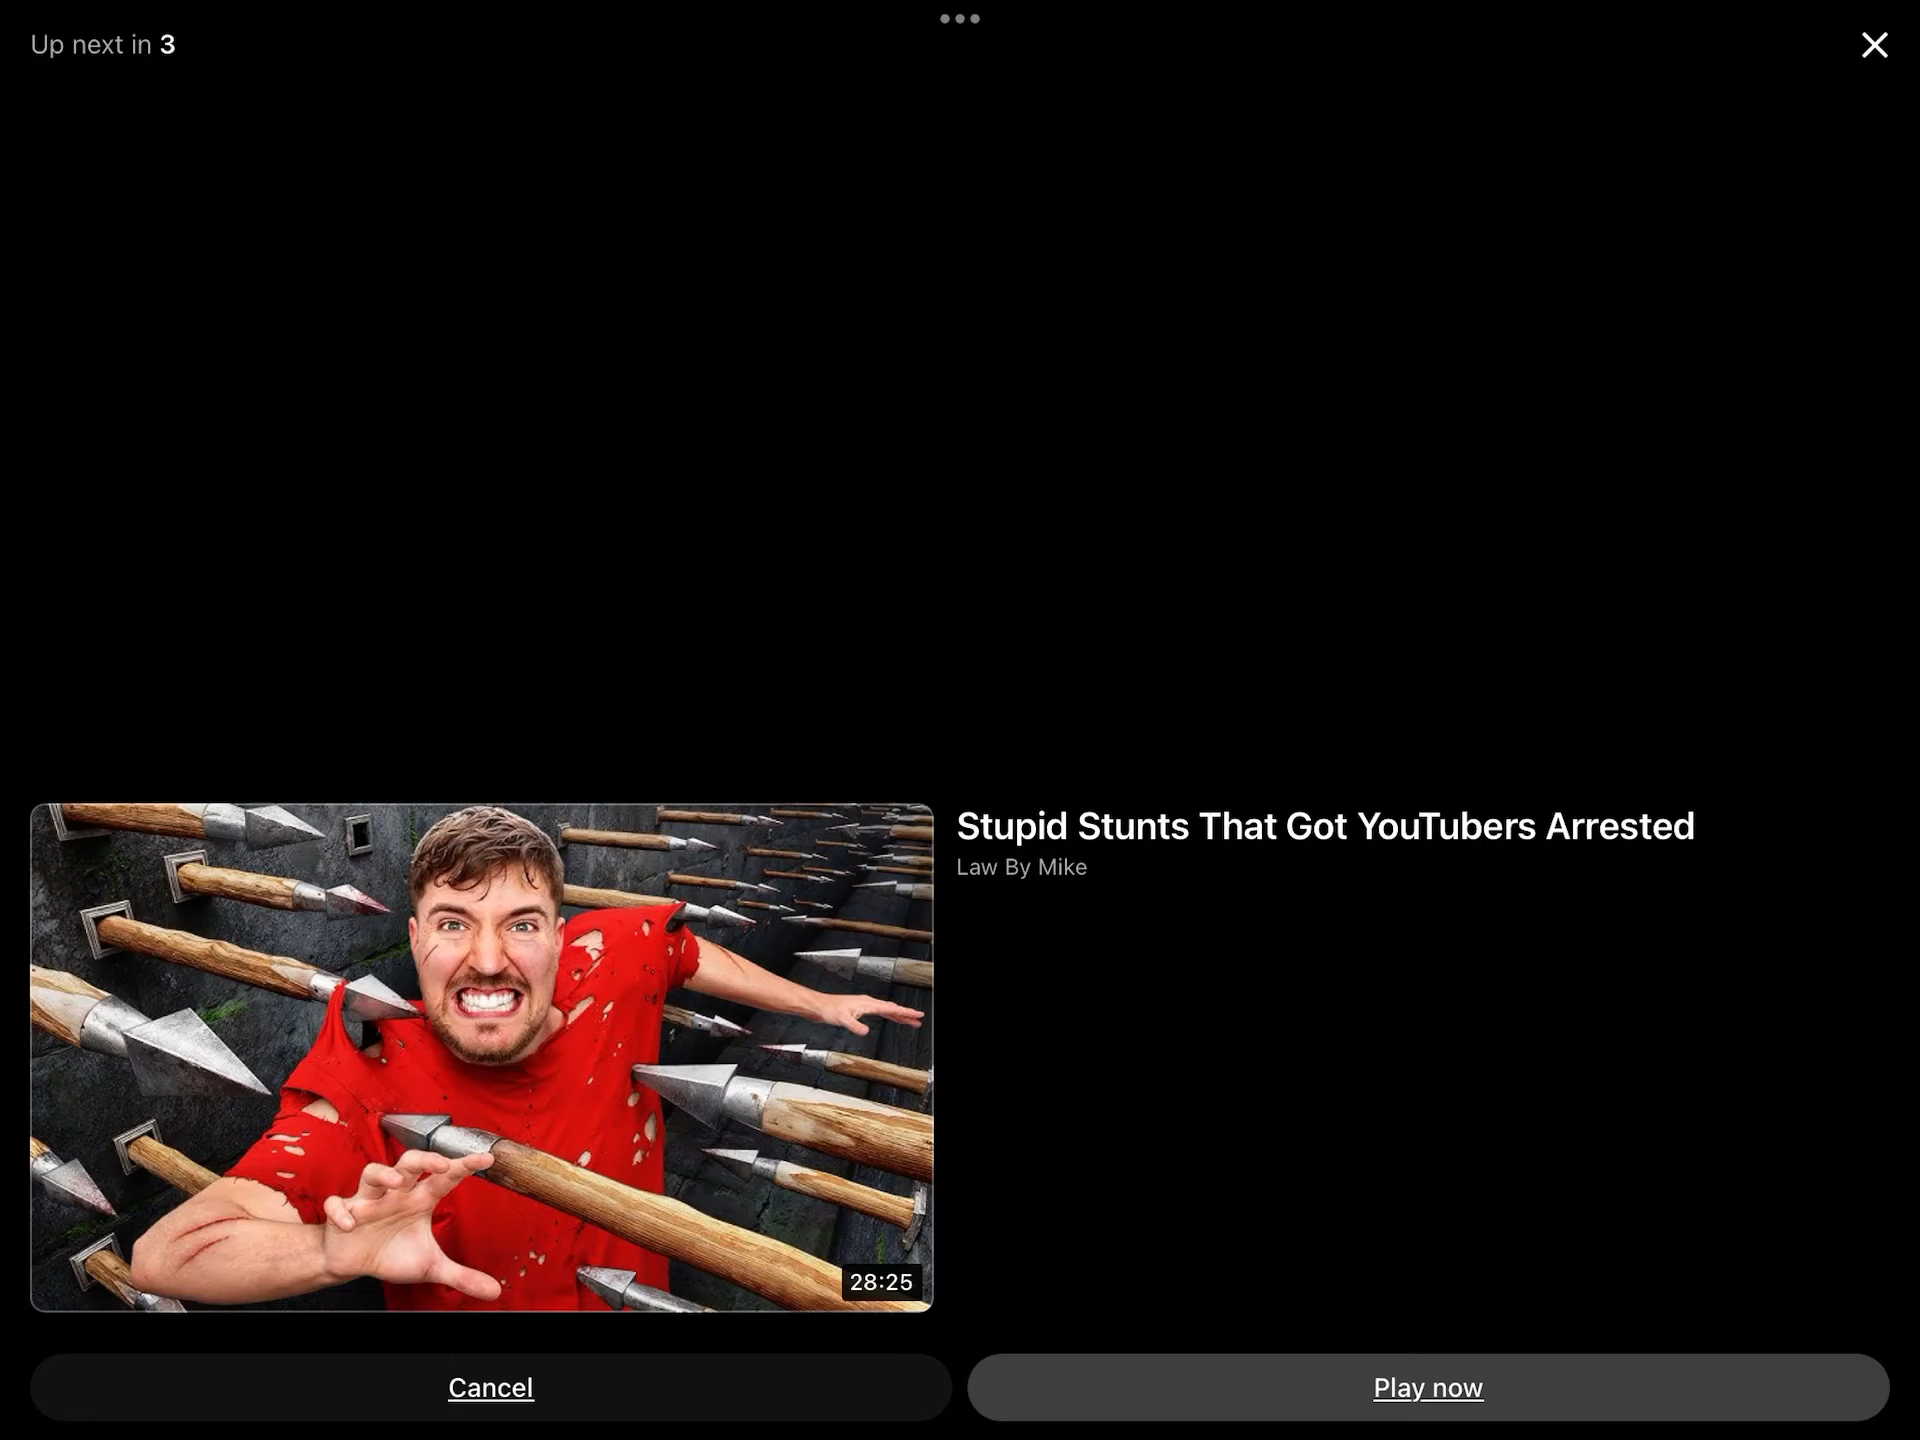 Up next in 3
Stupid Stunts That Got YouTubers Arrested
Law By Mike
28:25
Cancel
Play now